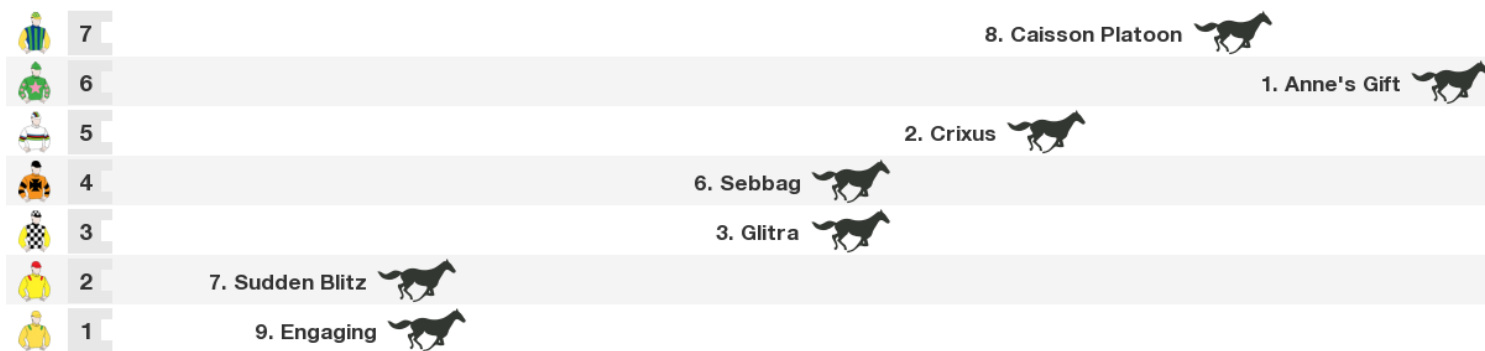 7 8. Caisson Platoon
6 1. Anne's Gift
5 2. Crixus
4 6. Sebbag
3 3. Glitra
2 7. Sudden Blitz
1 9. Engaging